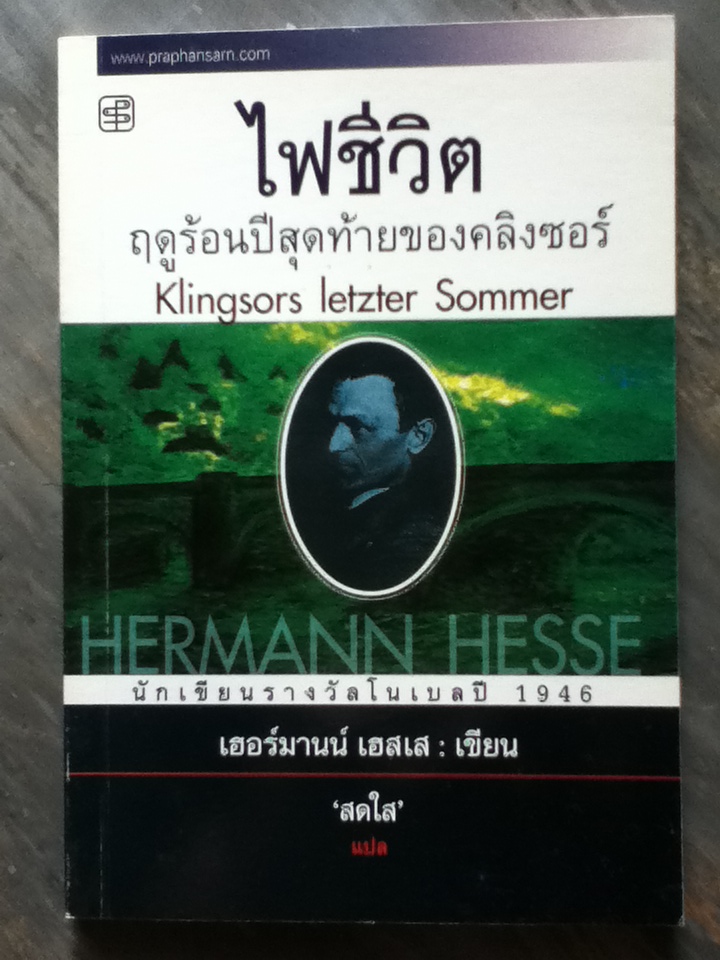 www.praphansarn.com
ไฟชีวิต
ฤดูร้อนปีสุดท้ายของคลิงซอร์
Klingsors letzter Sommer
HERMANN HESSE
นักเขียนรางวัลโนเบลปี 1946
เฮอร์มานน์ เฮสเส : เขียน
‘สดใส’
แปล